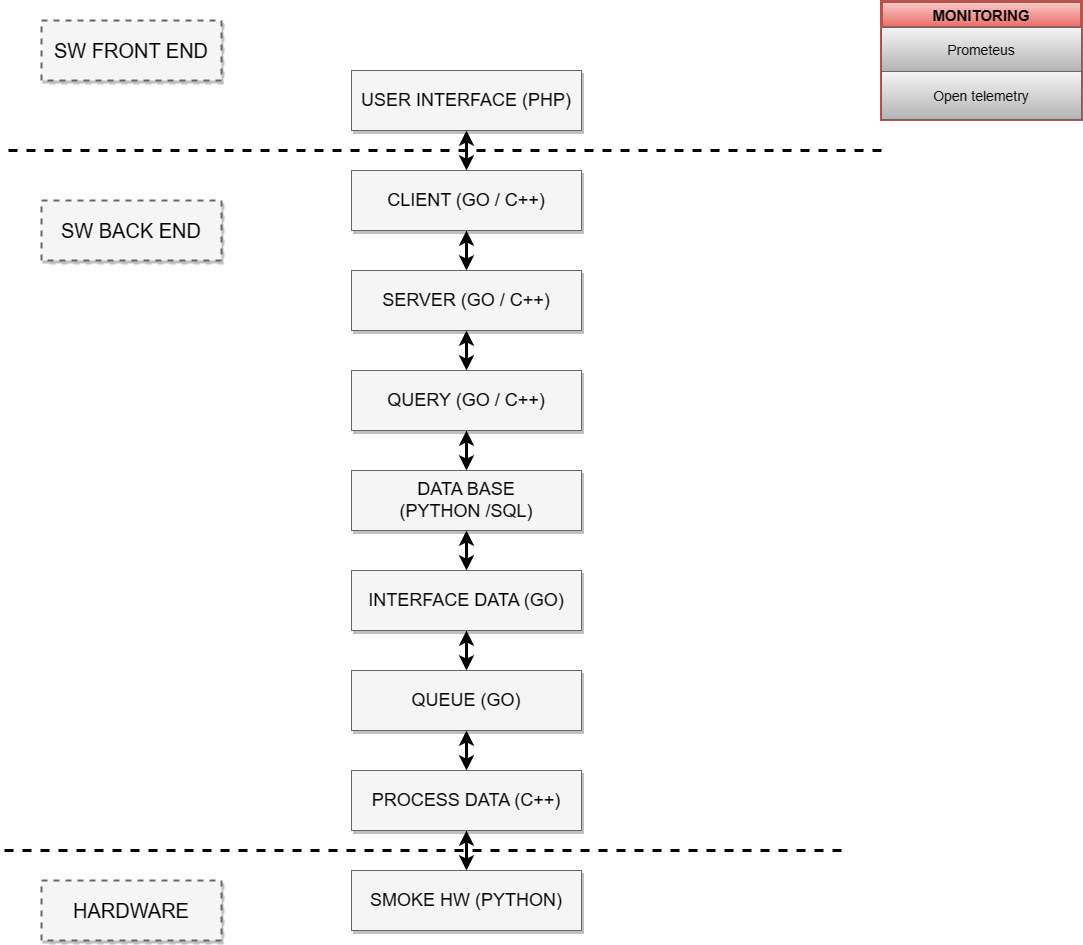 SW FRONT END
MONITORING
Prometeus
Open telemetry
USER INTERFACE (PHP)
CLIENT (GO / C++)
SW BACK END
SERVER (GO / C++)
QUERY (GO / C++)
DATA BASE
(PYTHON /SQL)
INTERFACE DATA (GO)
QUEUE (GO)
PROCESS DATA (C++)
SMOKE HW (PYTHON)
HARDWARE